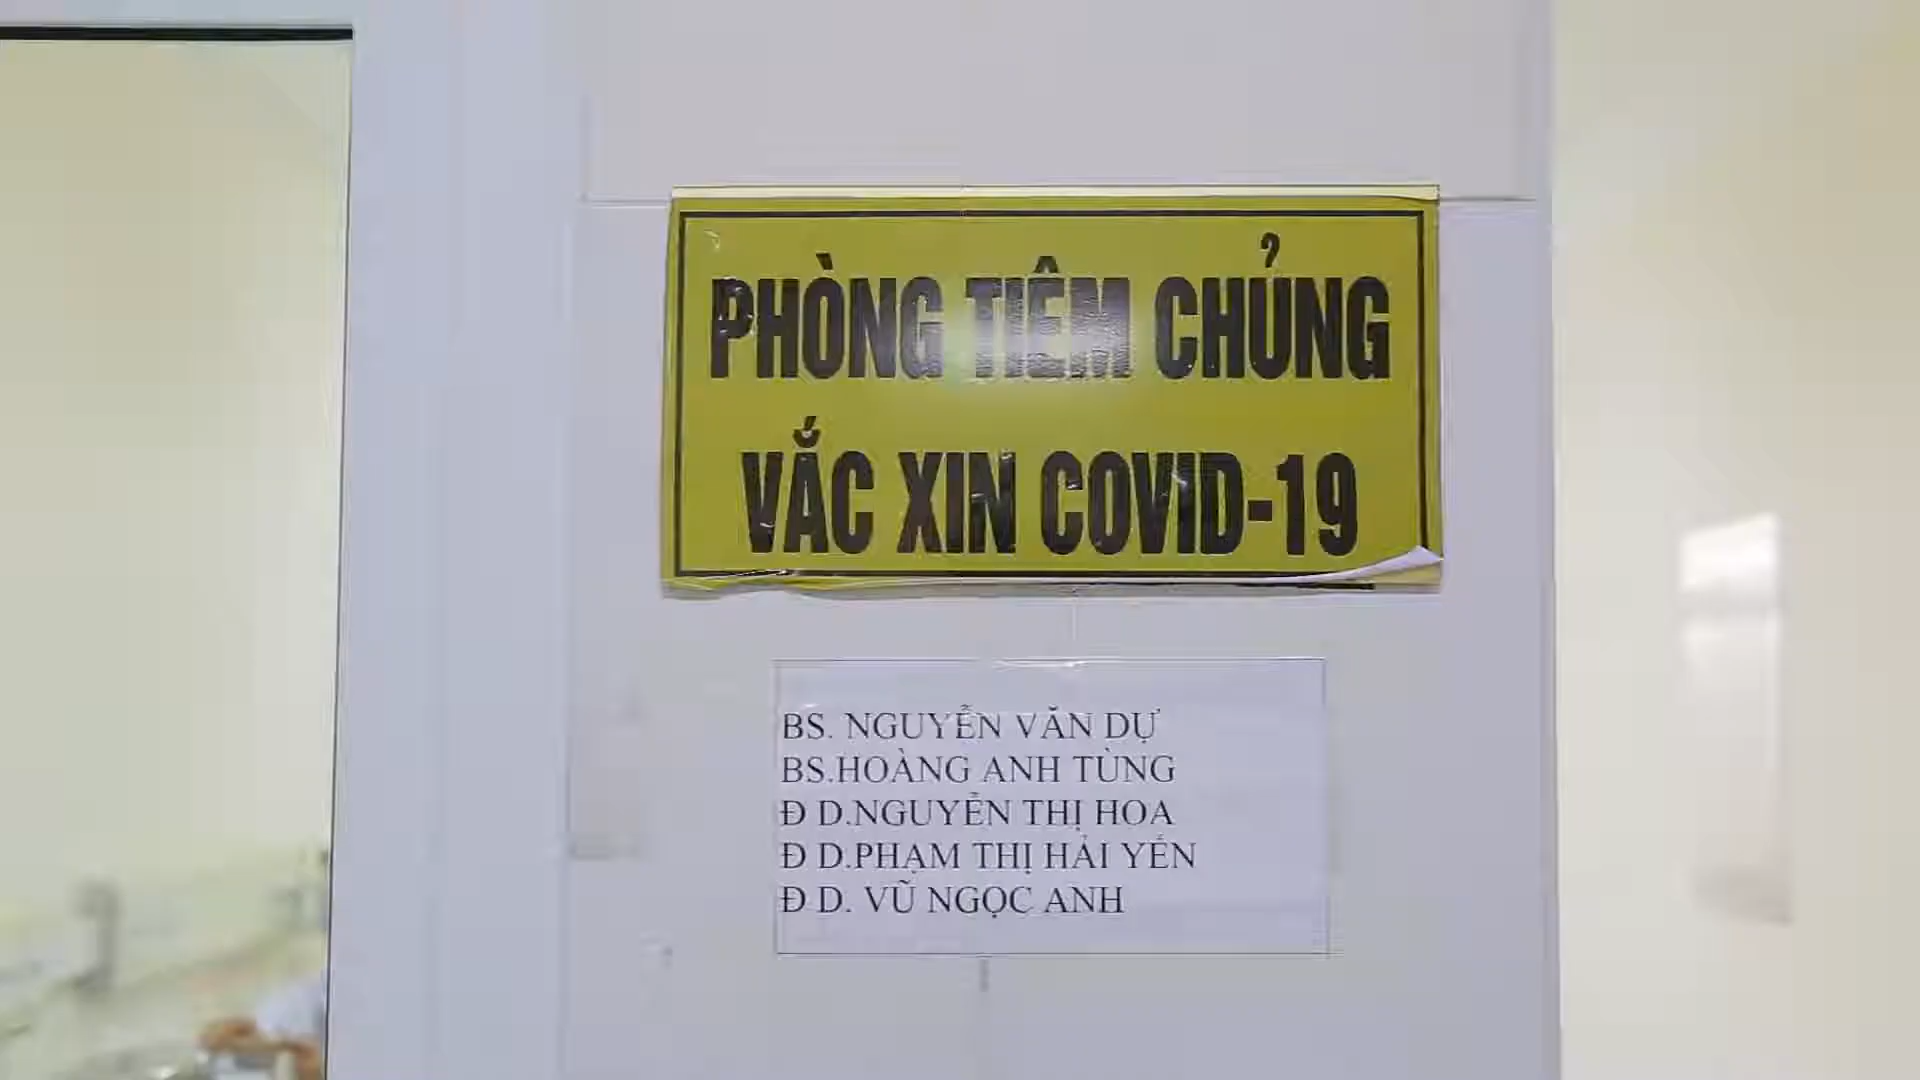 PHÒNG TIÊM CHỦNG
VẮC XIN COVID-19
BS. NGUYỄN VĂN DỰ
BS.HOÀNG ANH TÙNG
Đ D.NGUYỄN THỊ HOA
Đ D.PHẠM THỊ HẢI YẾN
Đ D. VŨ NGỌC ANH